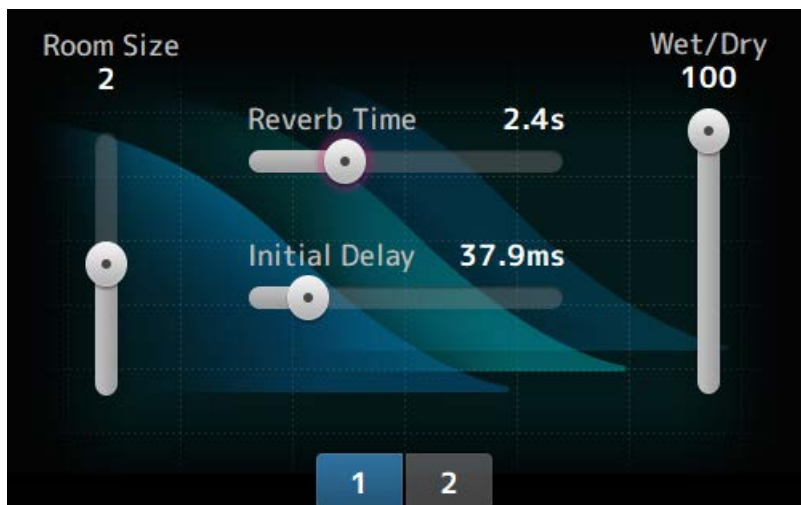 Room Size
2
Wet/Dry
100
Reverb Time 2.4s
Initial Delay 37.9ms
1 2